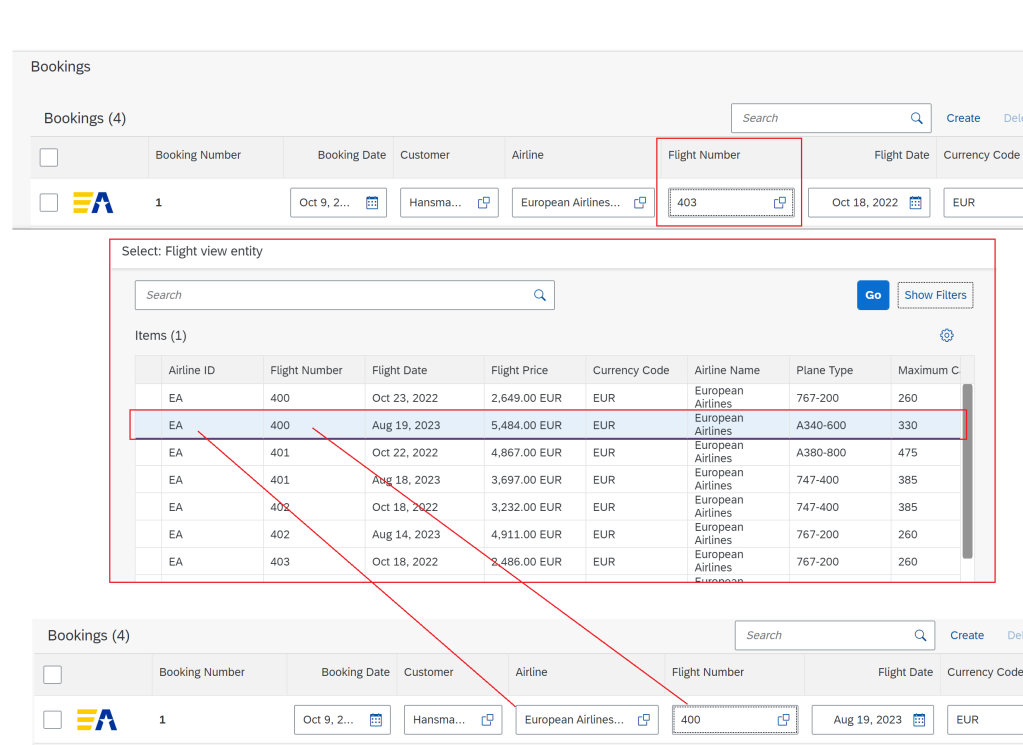 Bookings
Bookings (4)
Search
Create
Booking Number
Booking Date
Customer
Airline
Flight Number
Flight Date
Currency Code
EA
1
Oct 9, 2...
Hansma...
European Airlines...
403
Oct 18, 2022
EUR
Select: Flight view entity
Search
Go
Show Filters
Items (1)
Airline ID
Flight Number
Flight Date
Flight Price
Currency Code
Airline Name
Plane Type
Maximum C
EA 400 Oct 23, 2022 2,649.00 EUR EUR European Airlines 767-200 260
EA 400 Aug 19, 2023 5,484.00 EUR EUR European Airlines A340-600 330
EA 401 Oct 22, 2022 4,867.00 EUR EUR European Airlines A380-800 475
EA 401 Aug 18, 2023 3,697.00 EUR EUR European Airlines 747-400 385
EA 402 Oct 18, 2022 3,232.00 EUR EUR European Airlines 747-400 385
EA 402 Aug 14, 2023 4,911.00 EUR EUR European Airlines 767-200 260
EA 403 Oct 18, 2022 2,486.00 EUR EUR European Airlines 767-200 260
European
Bookings (4)
Search
Create
Booking Number
Booking Date
Customer
Airline
Flight Number
Flight Date
Currency Code
EA
1
Oct 9, 2...
Hansma...
European Airlines...
400
Aug 19, 2023
EUR